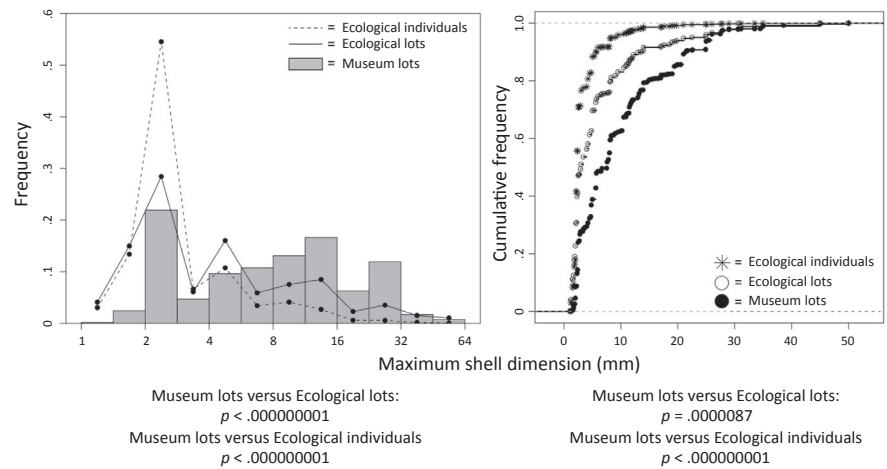 .6
.5
.4
.3
.2
.1
0
Frequency
= Ecological individuals
= Ecological lots
= Museum lots
1 2 4 8 16 32 64
1.0
.8
.6
.4
.2
0
Cumulative frequency
= Ecological individuals
= Ecological lots
= Museum lots
0 10 20 30 40 50
Maximum shell dimension (mm)
Museum lots versus Ecological lots:
p < .000000001
Museum lots versus Ecological individuals
p < .000000001
Museum lots versus Ecological lots:
p = .0000087
Museum lots versus Ecological individuals
p < .000000001